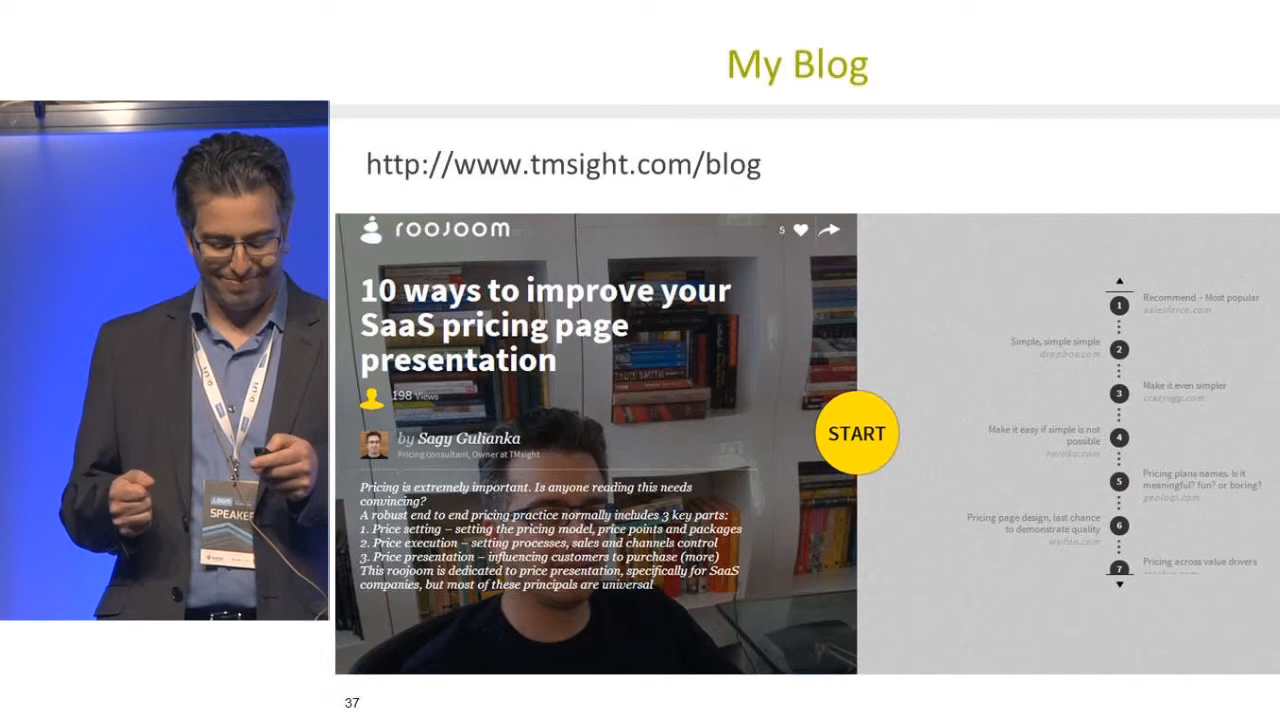 My Blog
http://www.tmsight.com/blog
roojoom
5
10 ways to improve your
SaaS pricing page
presentation
198 Views
by Sagy Gulianka
Pricing consultant, Owner at TMsight
Pricing is extremely important. Is anyone reading this needs
convincing?
A robust end to end pricing practice normally includes 3 key parts:
1. Price setting – setting the pricing model, price points and packages
2. Price execution – setting processes, sales and channels control
3. Price presentation – influencing customers to purchase (more)
This roojoom is dedicated to price presentation, specifically for SaaS
companies, but most of these principals are universal
START
1
Recommend – Most popular
salesforce.com
Simple, simple simple
dropbox.com
2
3
Make it even simpler
crazyegg.com
Make it easy if simple is not
possible
heroku.com
4
5
Pricing plans names. Is it
meaningful? fun? or boring?
geologi.com
Pricing page design, last chance
to demonstrate quality
wufoo.com
6
7
Pricing across value drivers
SPEAKER
37